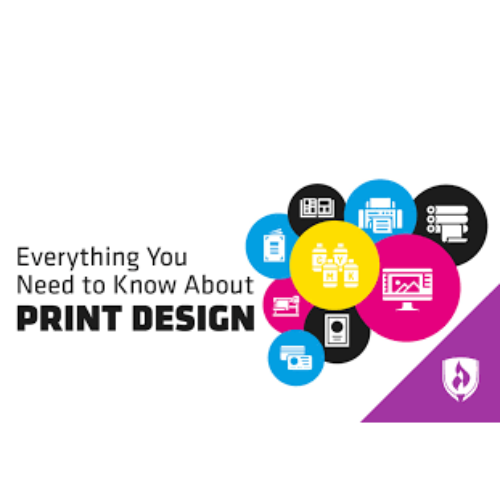 Everything You
Need to Know About
PRINT DESIGN
C Y
M K